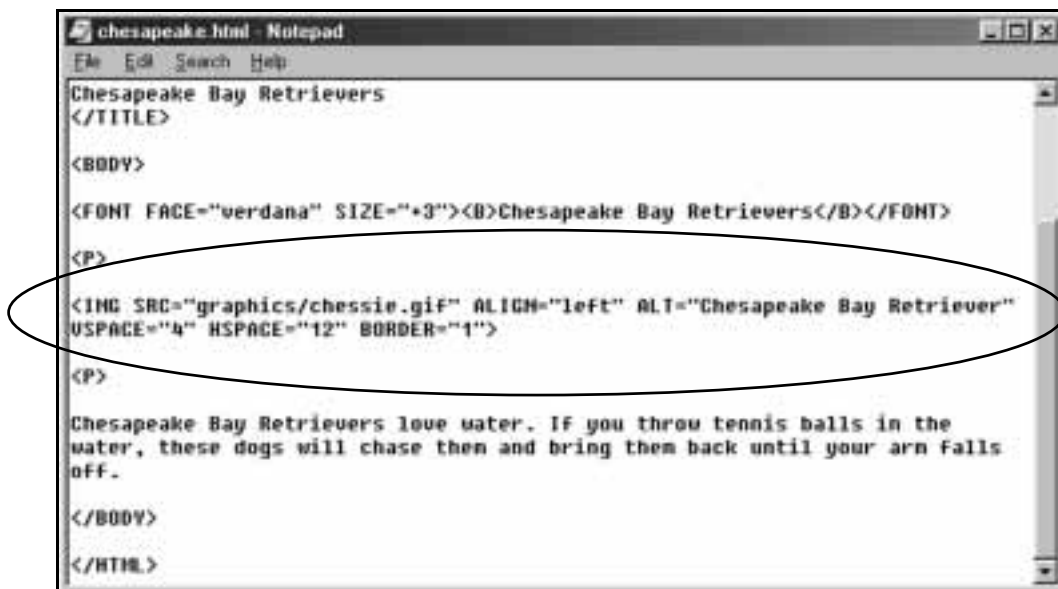 chesapeake.html - Notepad
File Edit Search Help
Chesapeake Bay Retrievers
</TITLE>
<BODY>
<FONT FACE="verdana" SIZE="+3"><B>Chesapeake Bay Retrievers</B></FONT>
<P>
<IMG SRC="graphics/chessie.gif" ALIGN="left" ALT="Chesapeake Bay Retriever"
VSPACE="4" HSPACE="12" BORDER="1">
<P>
Chesapeake Bay Retrievers love water. If you throw tennis balls in the
water, these dogs will chase them and bring them back until your arm falls
off.
</BODY>
</HTML>